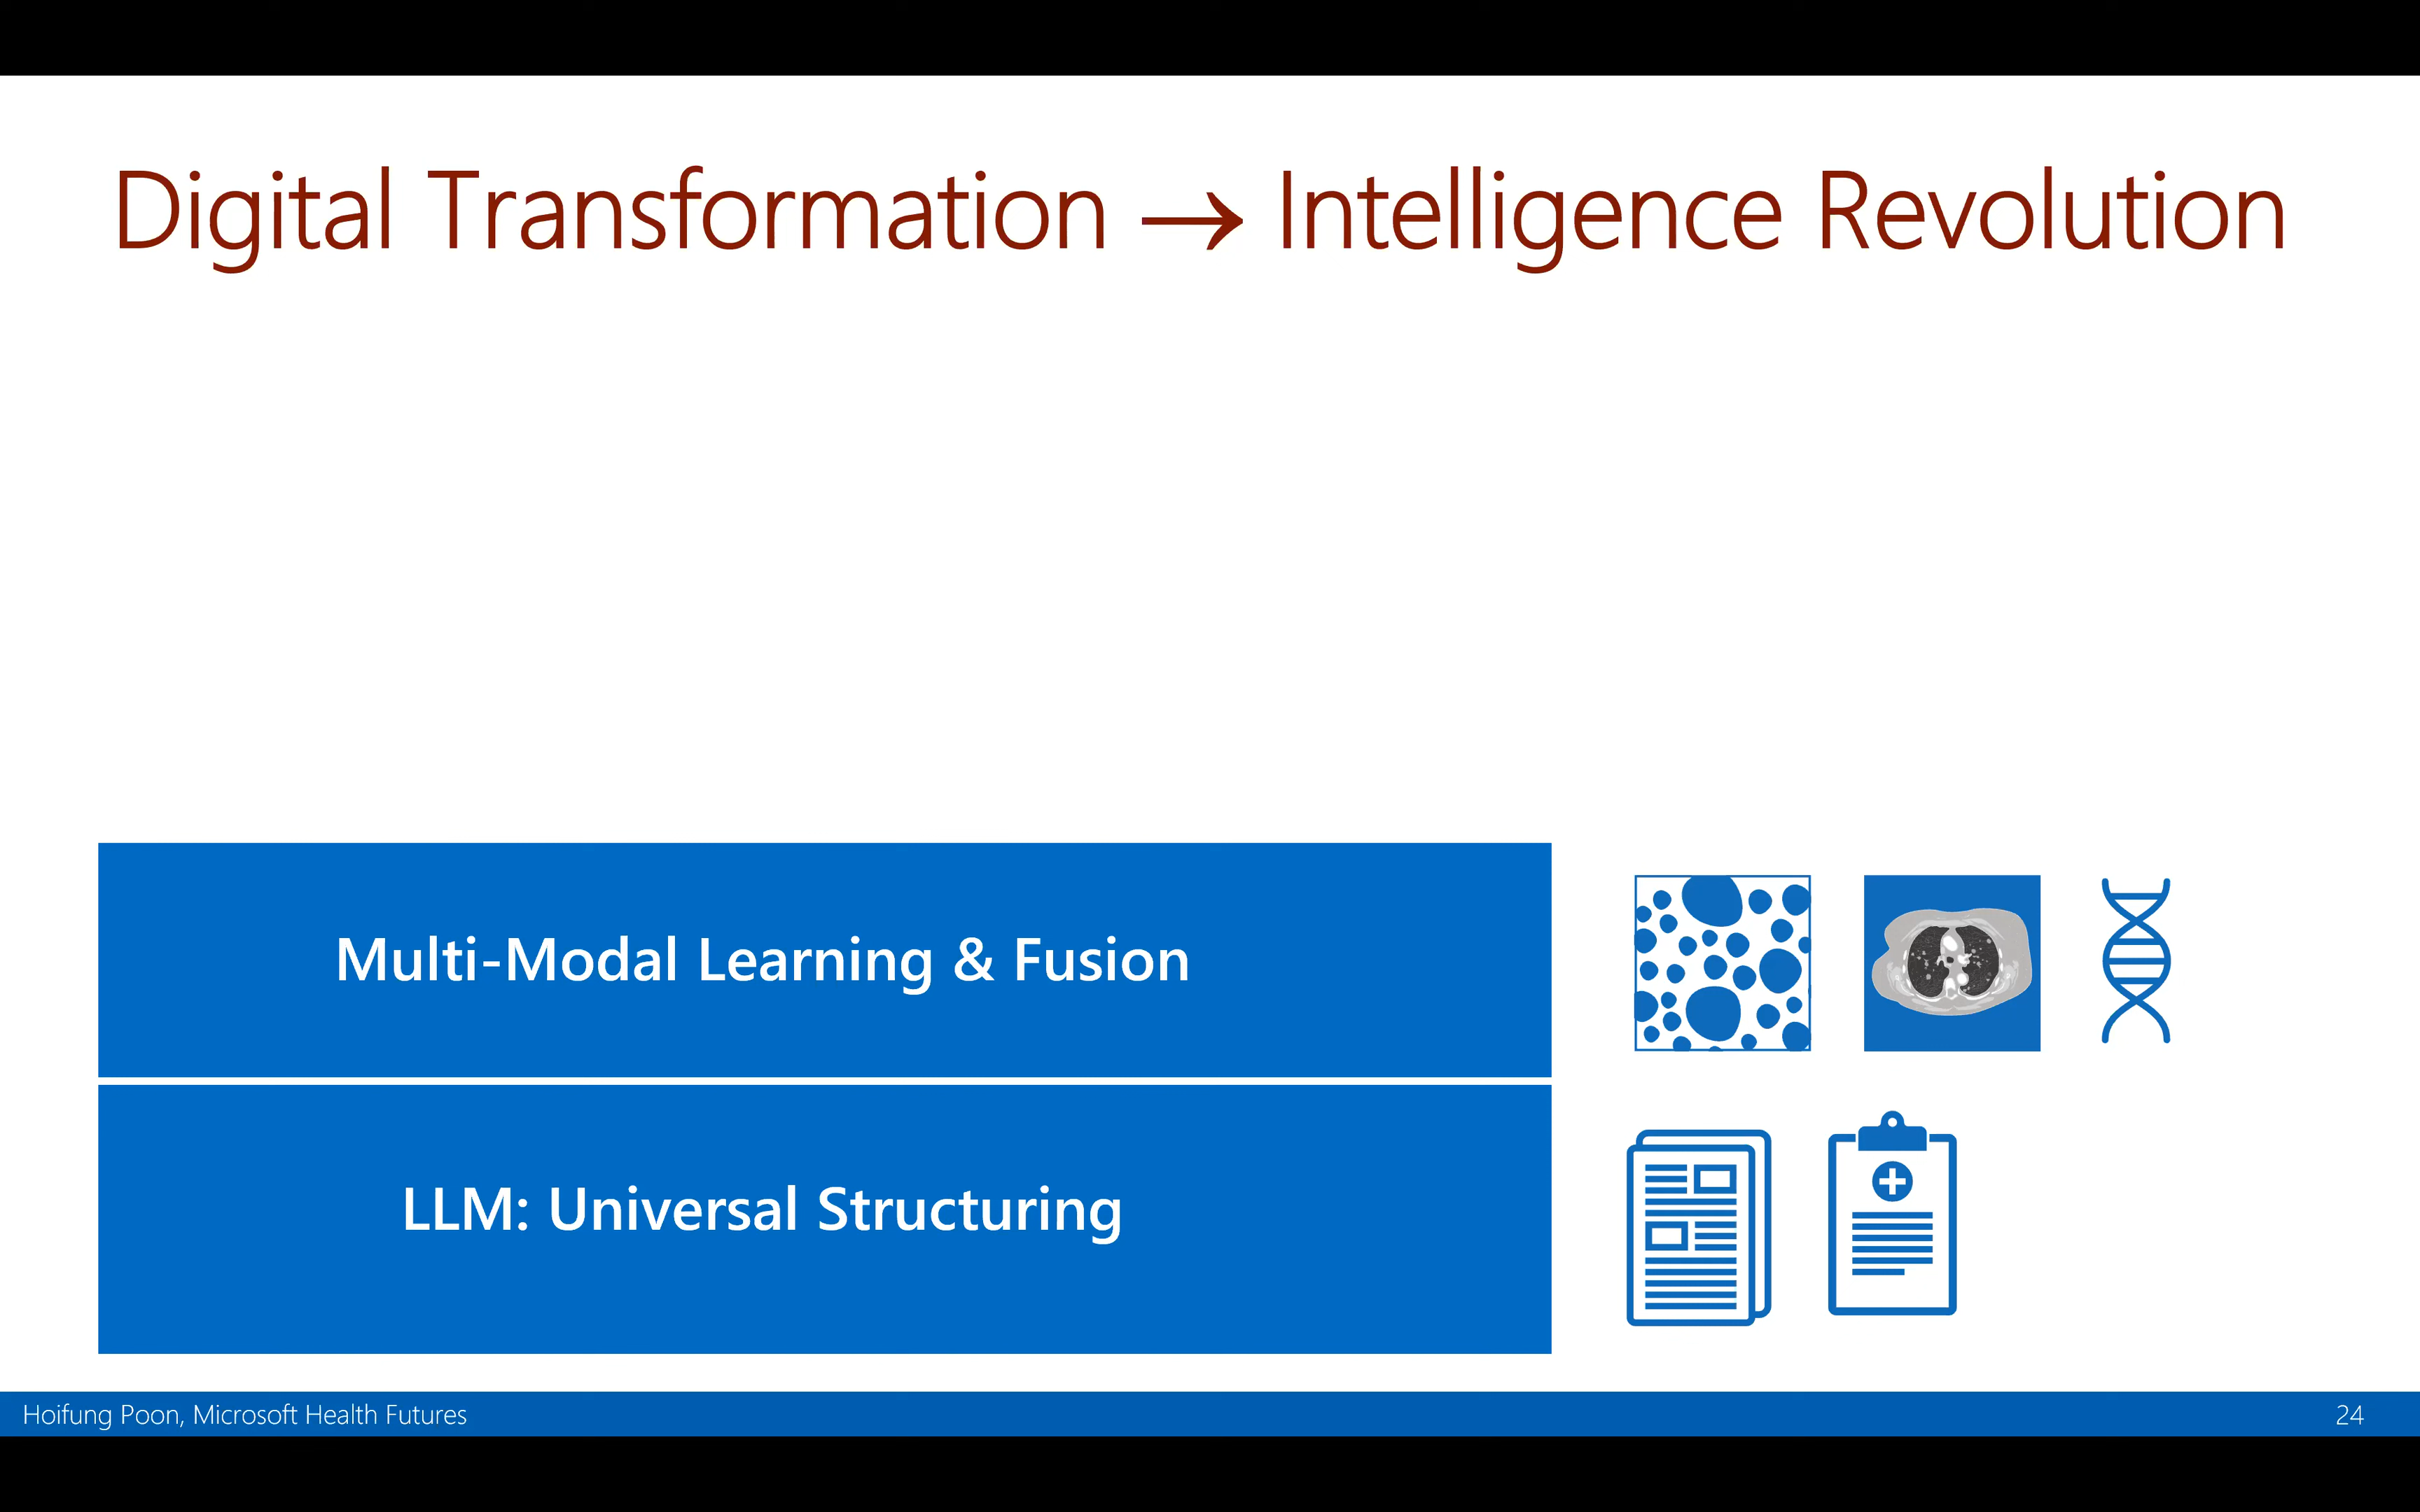 Digital Transformation → Intelligence Revolution
Multi-Modal Learning & Fusion
LLM: Universal Structuring
Hoifung Poon, Microsoft Health Futures
24